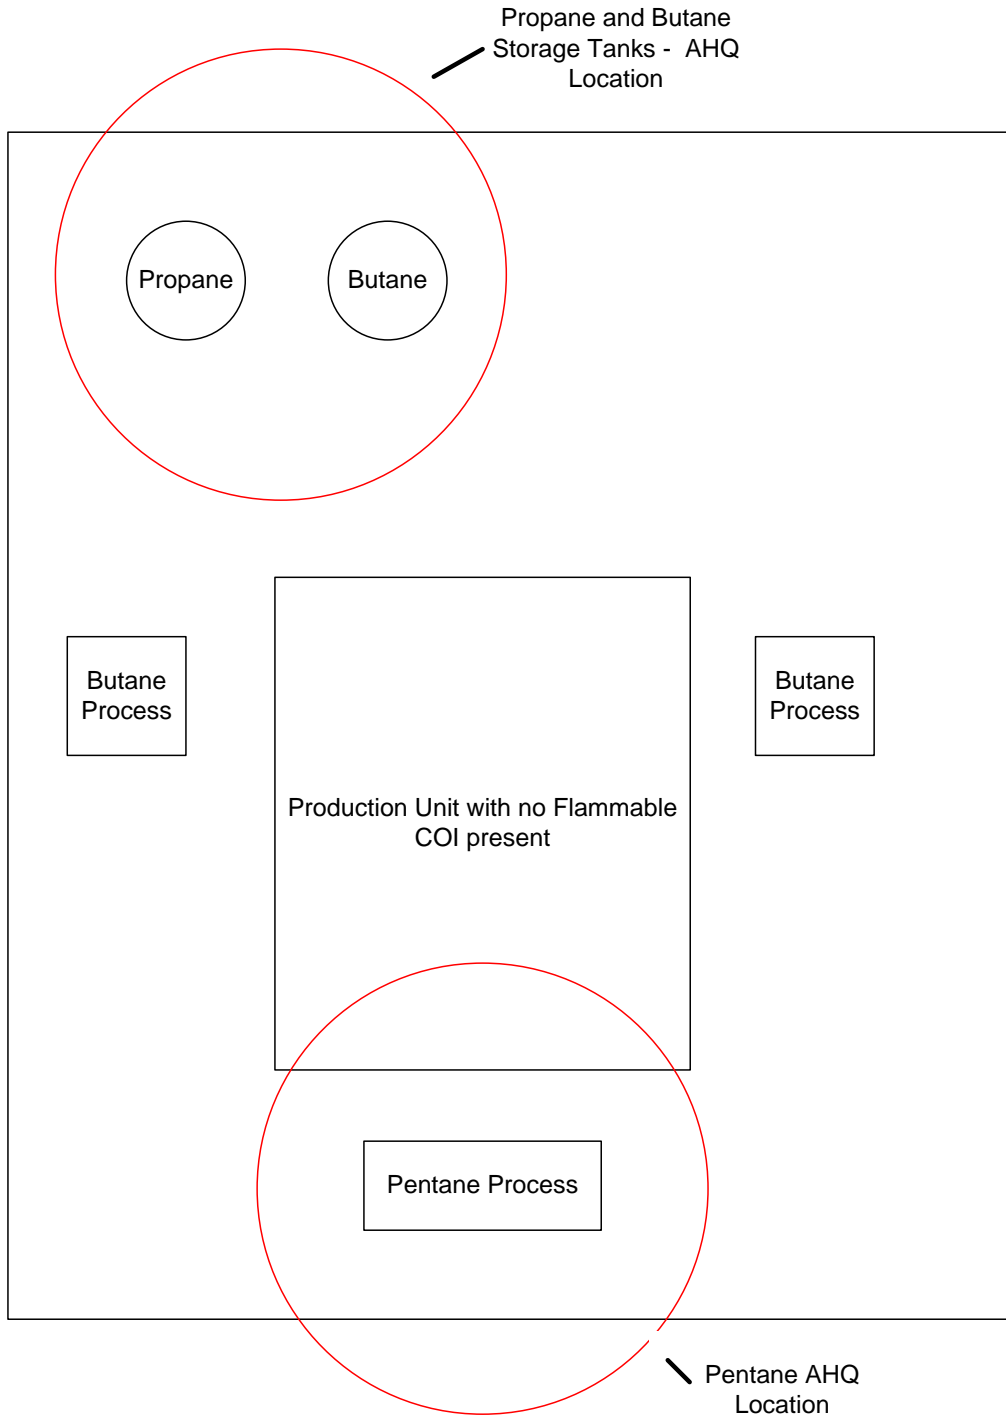 Propane and Butane
Storage Tanks - AHQ
Location
Propane
Butane
Butane
Process
Butane
Process
Production Unit with no Flammable
COI present
Pentane Process
Pentane AHQ
Location